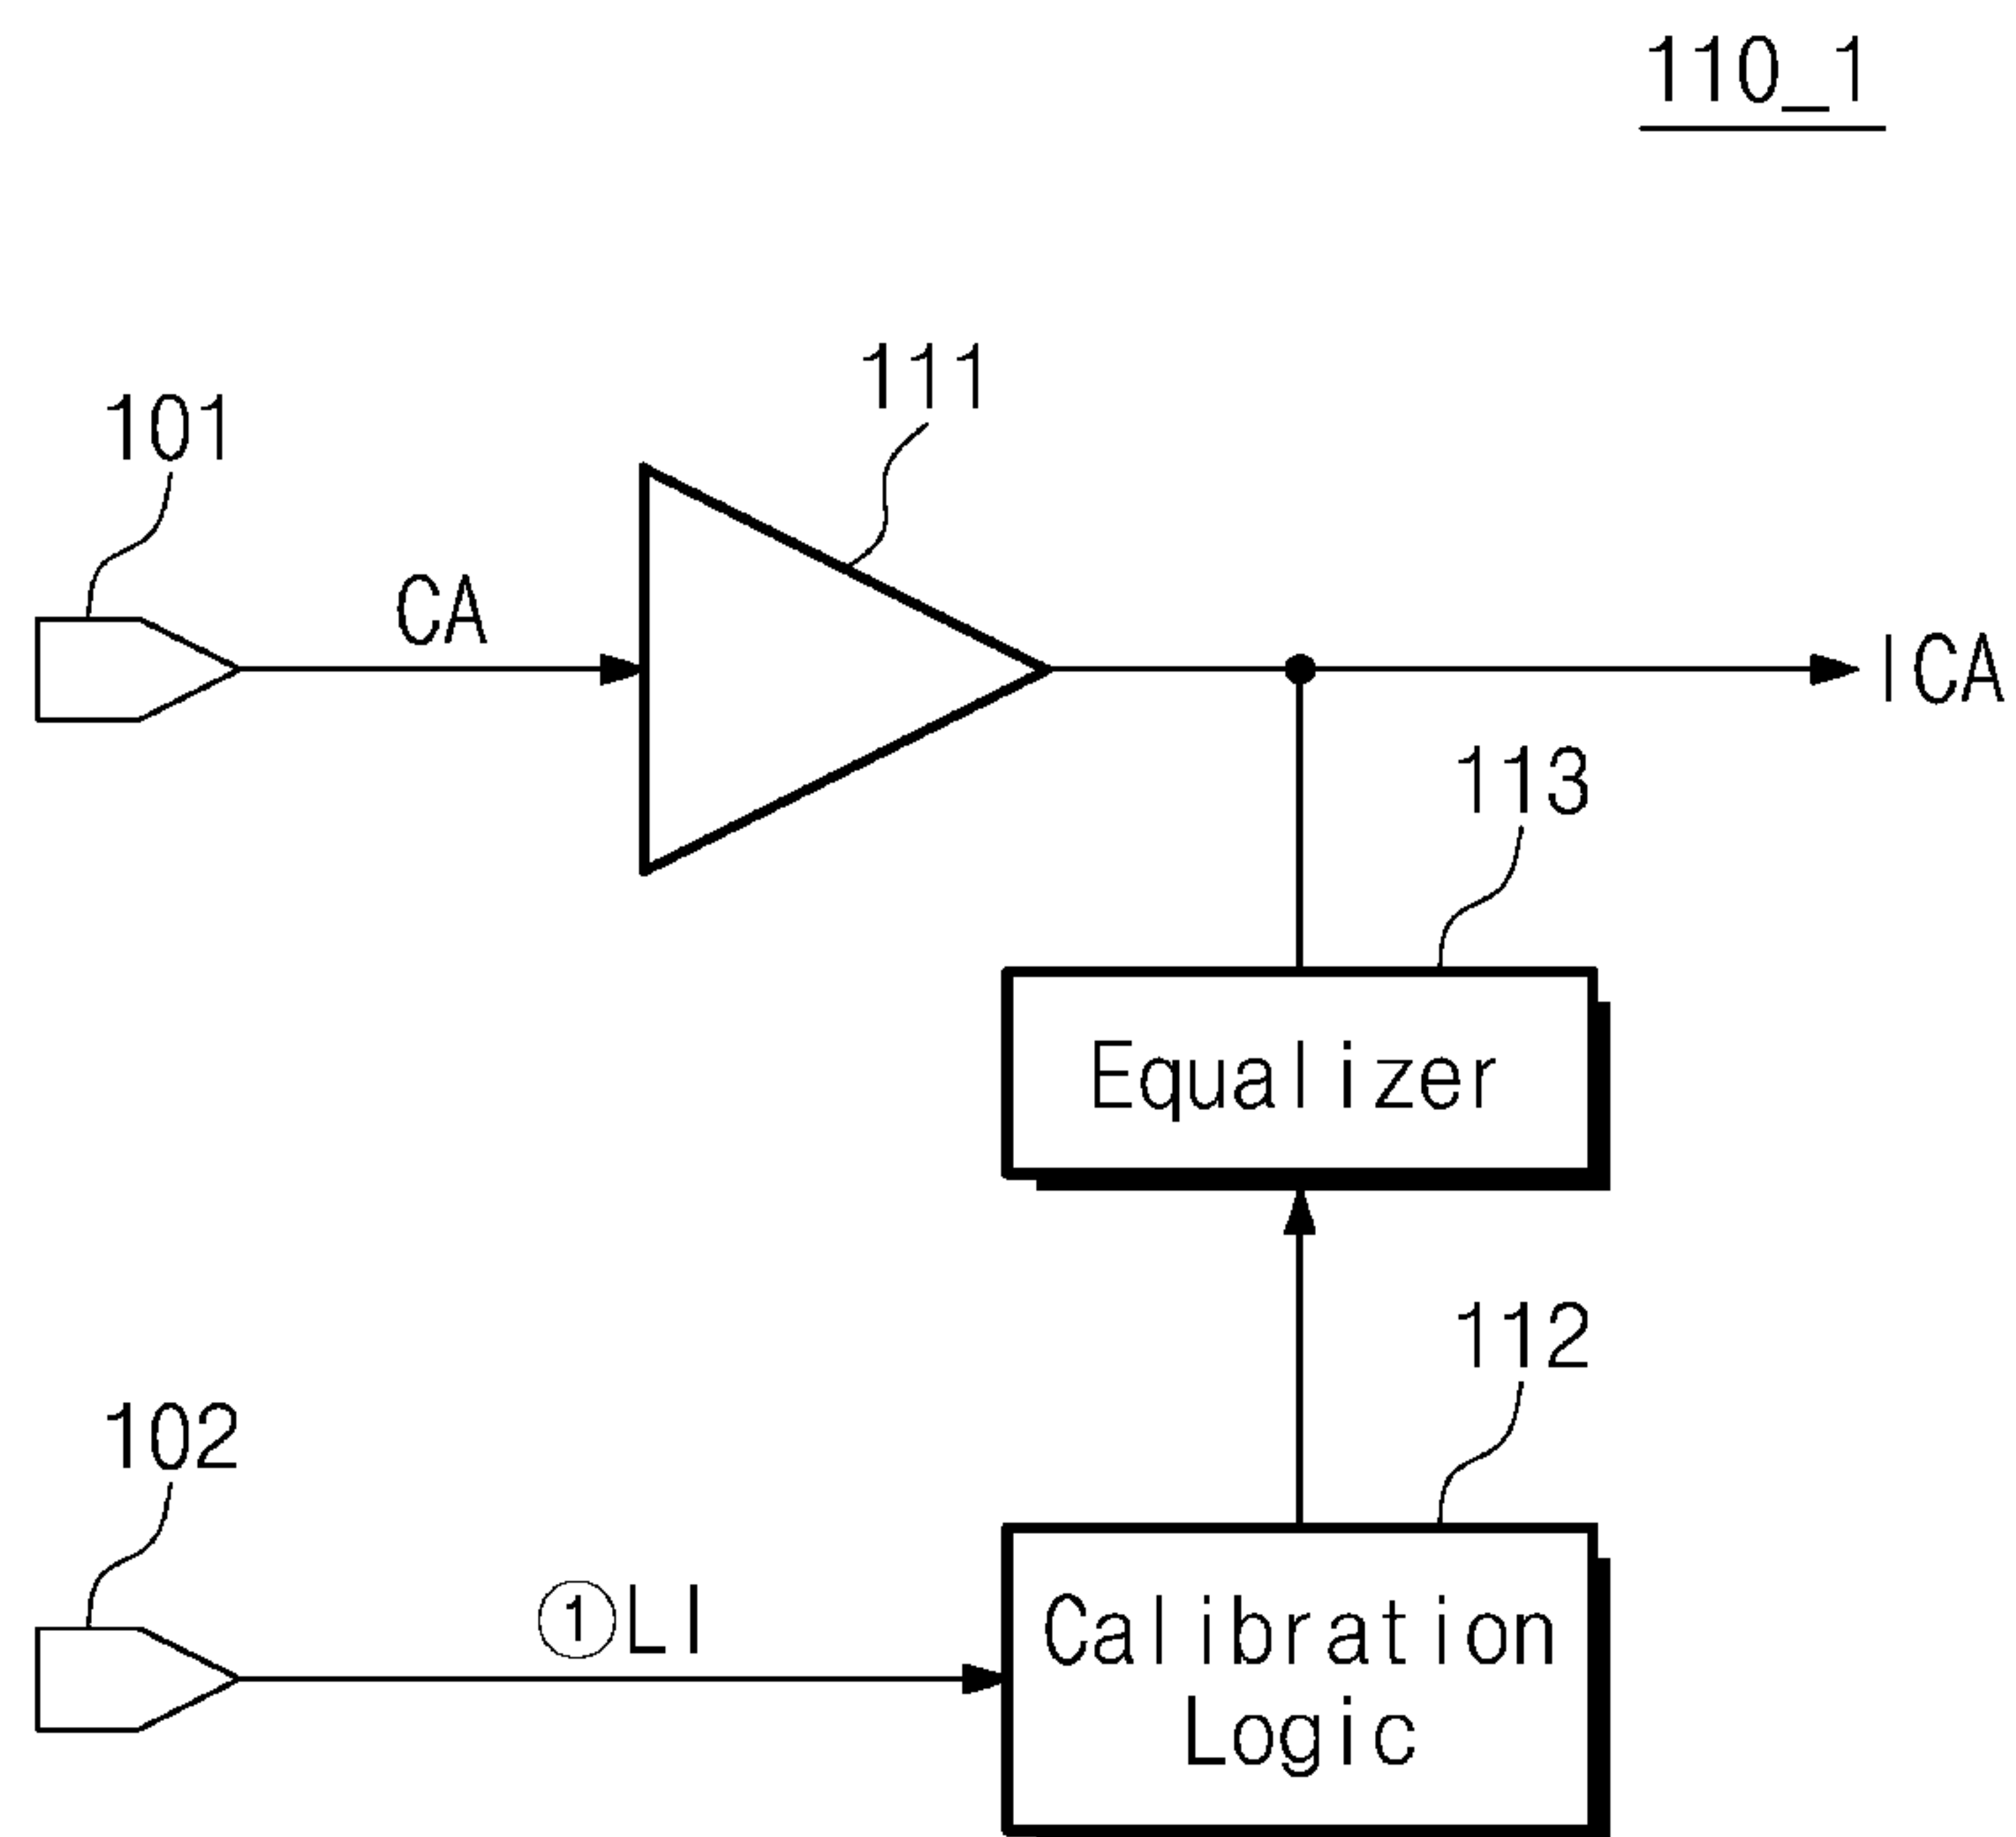 110_1
111
101
CA
ICA
113
Equalizer
112
102
①LI
Calibration
Logic